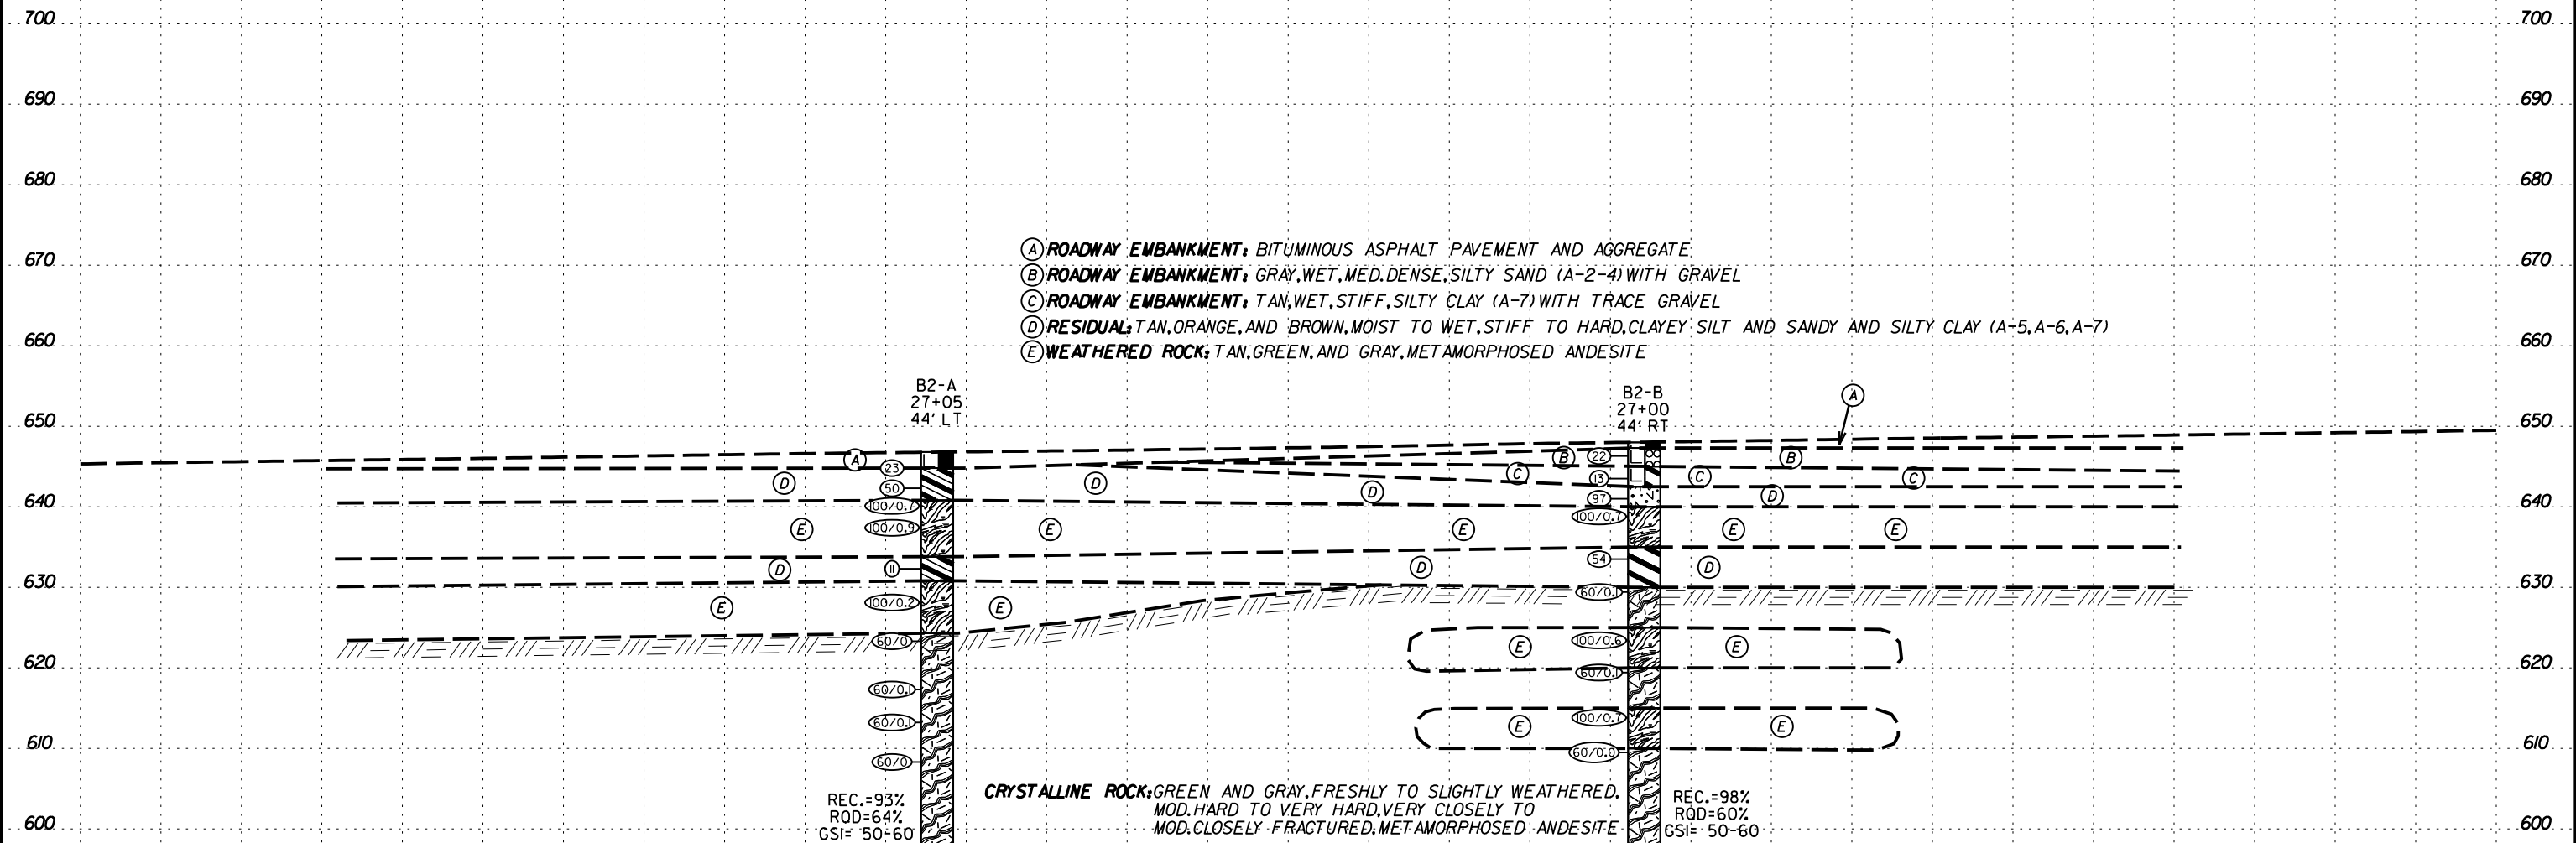 700 700
690 690
680 680
670 670
660 660
650 650
640 640
630 630
620 620
610 610
600 600
A ROADWAY EMBANKMENT: BITUMINOUS ASPHALT PAVEMENT AND AGGREGATE
B ROADWAY EMBANKMENT: GRAY,WET,MED.DENSE,SILTY SAND (A-2-4)WITH GRAVEL
C ROADWAY EMBANKMENT: TAN,WET,STIFF,SILTY CLAY (A-7)WITH TRACE GRAVEL
D RESIDUAL:TAN,ORANGE,AND BROWN,MOIST TO WET,STIFF TO HARD,CLAYEY SILT AND SANDY AND SILTY CLAY (A-5,A-6,A-7)
E WEATHERED ROCK: TAN,GREEN,AND GRAY,METAMORPHOSED ANDESITE
B2-A
27+05
44' LT
B2-B
27+00
44' RT
A
A 23 B 22 B
50 C 13 C C
D D D 97 D
100/0.7
100/0.9
100/0.7
E E E E E
D 11 D 54 D
E 100/0.2 E 60/0.1
60/0 E 100/0.6 E
60/0.1
60/0.1
60/0.1
E 100/0.7 E
60/0
60/0.0
REC.=93%
RQD=64%
GSI= 50-60
CRYSTALLINE ROCK:GREEN AND GRAY,FRESHLY TO SLIGHTLY WEATHERED,
MOD.HARD TO VERY HARD,VERY CLOSELY TO
MOD.CLOSELY FRACTURED,METAMORPHOSED ANDESITE
REC.=98%
RQD=60%
GSI= 50-60